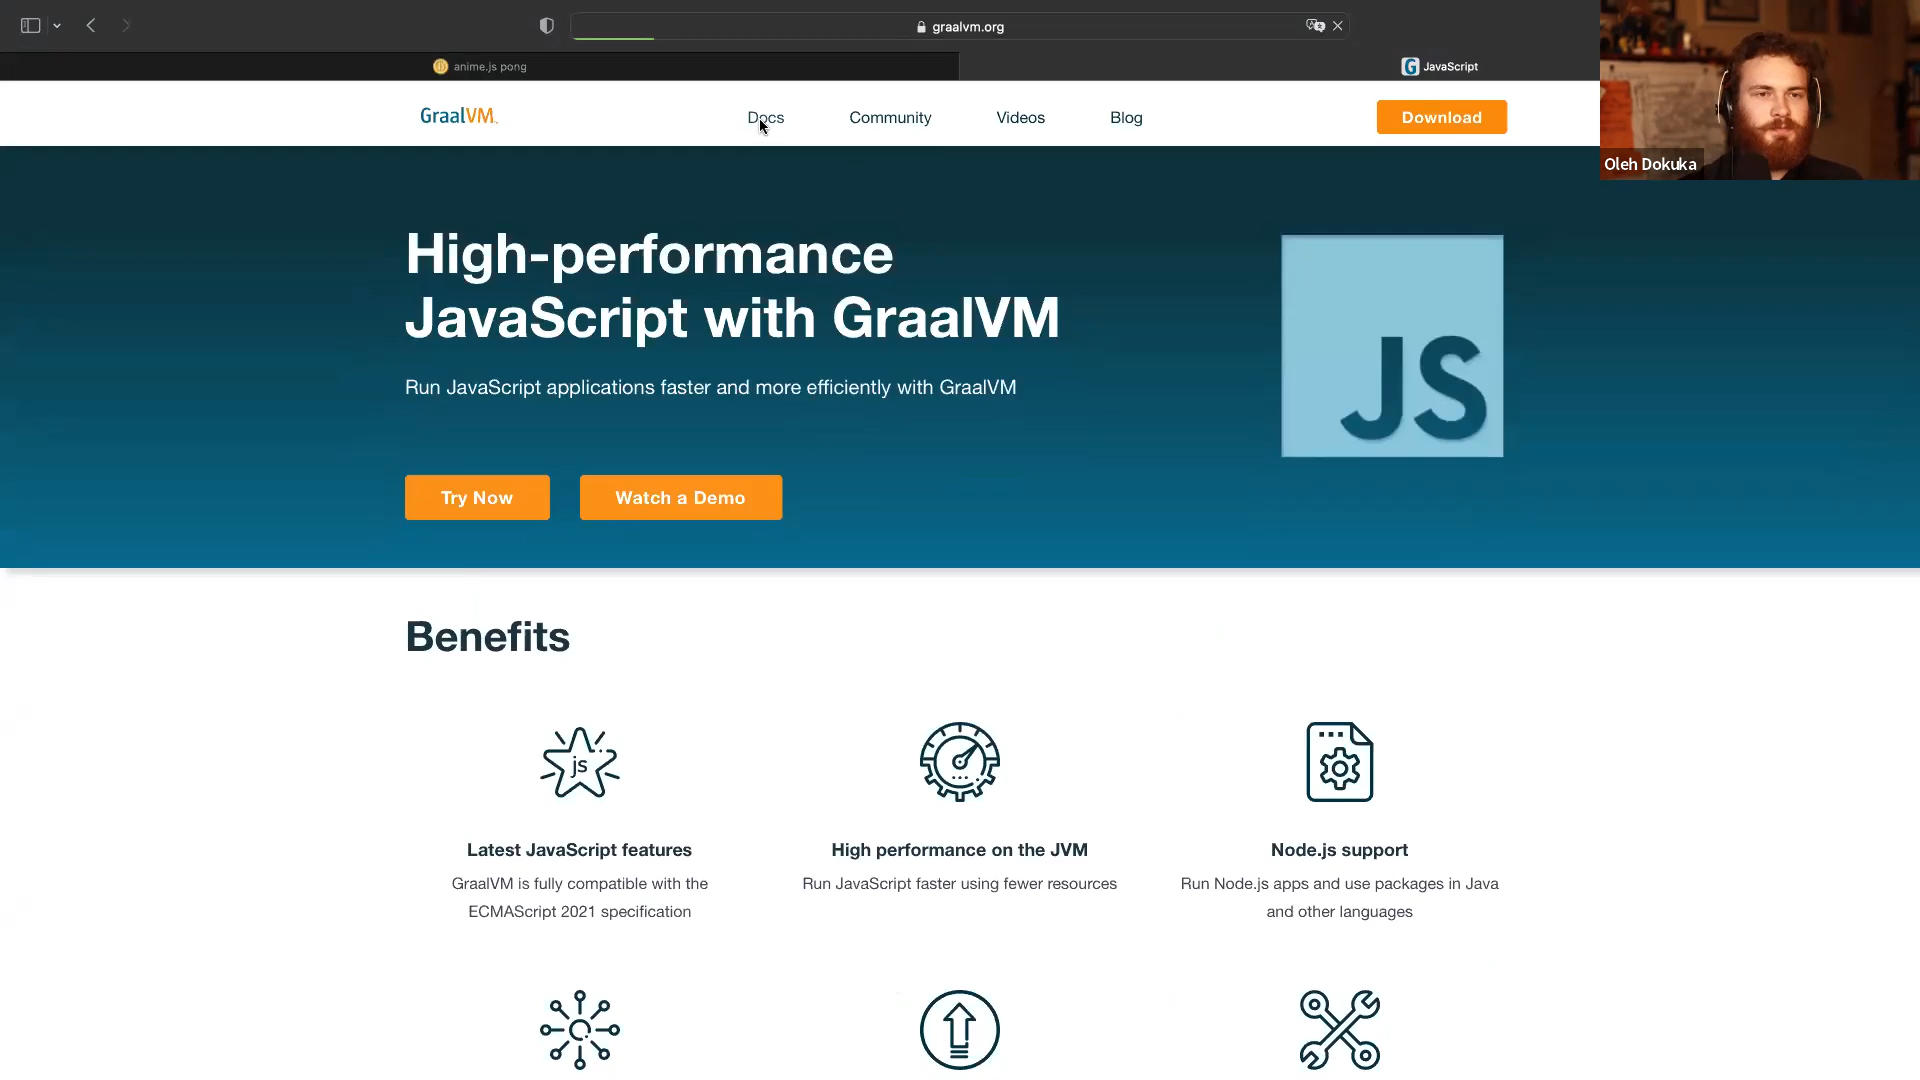 graalvm.org
anime.js pong
JavaScript
GraalVM
Docs
Community
Videos
Blog
Download
Oleh Dokuka
High-performance
JavaScript with GraalVM
Run JavaScript applications faster and more efficiently with GraalVM
JS
Try Now
Watch a Demo
Benefits
js
Latest JavaScript features
GraalVM is fully compatible with the
ECMAScript 2021 specification
High performance on the JVM
Run JavaScript faster using fewer resources
Node.js support
Run Node.js apps and use packages in Java
and other languages